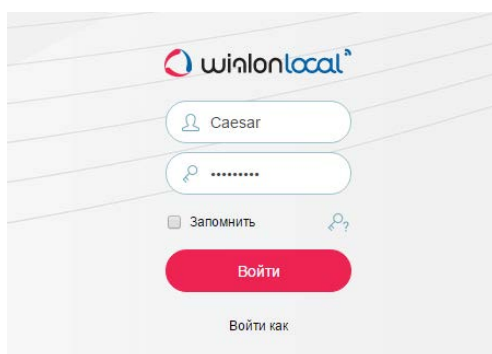 wialonlocal
Caesar
•••••••••
Запомнить
?
Войти
Войти как